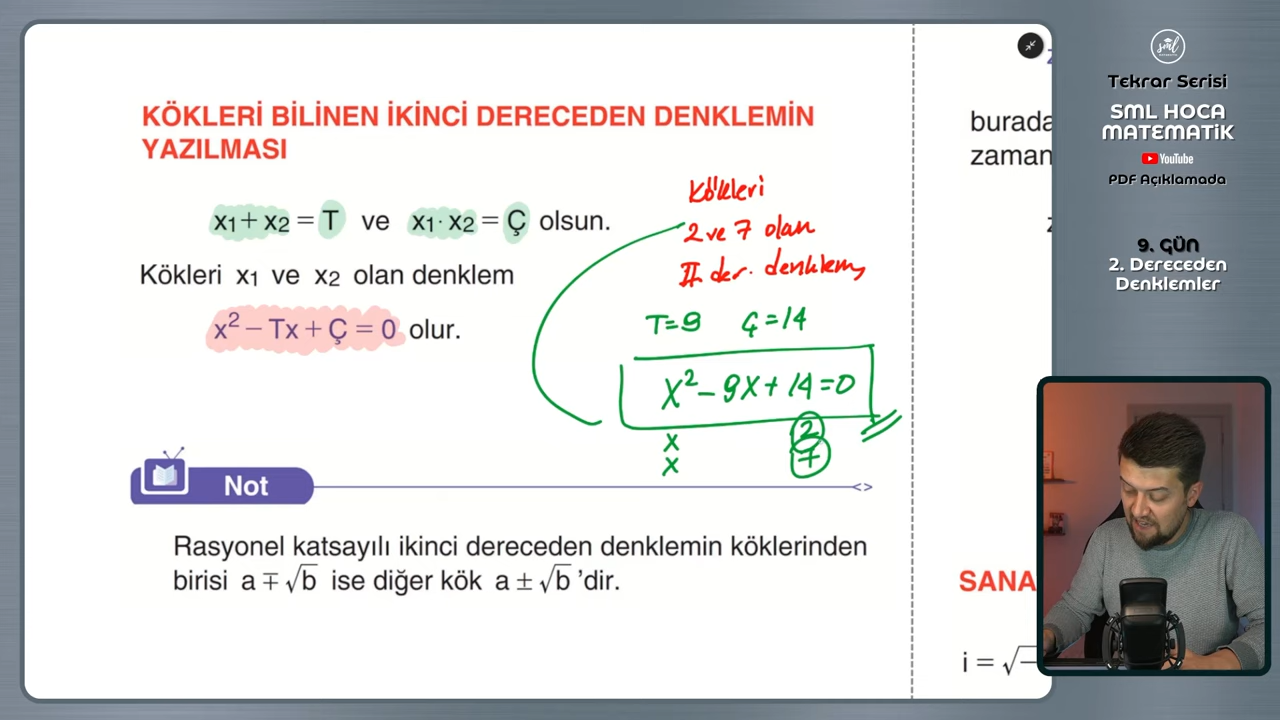 KÖKLERİ BİLİNEN İKİNCİ DERECEDEN DENKLEMİN
YAZILMASI
x₁ + x₂ = T ve x₁ · x₂ = Ç olsun.
Kökleri x₁ ve x₂ olan denklem
x² − Tx + Ç = 0 olur.
Kökleri
2 ve 7 olan
II der. denklem
T=9 Ç=14
x² − 9x + 14 = 0
x 2
x 7
Not
Rasyonel katsayılı ikinci dereceden denklemin köklerinden
birisi a ∓ √b ise diğer kök a ± √b 'dir.
burada
zaman
z
SANA
i = √−
sml
Tekrar Serisi
SML HOCA
MATEMATİK
YouTube
PDF Açıklamada
9. GÜN
2. Dereceden
Denklemler